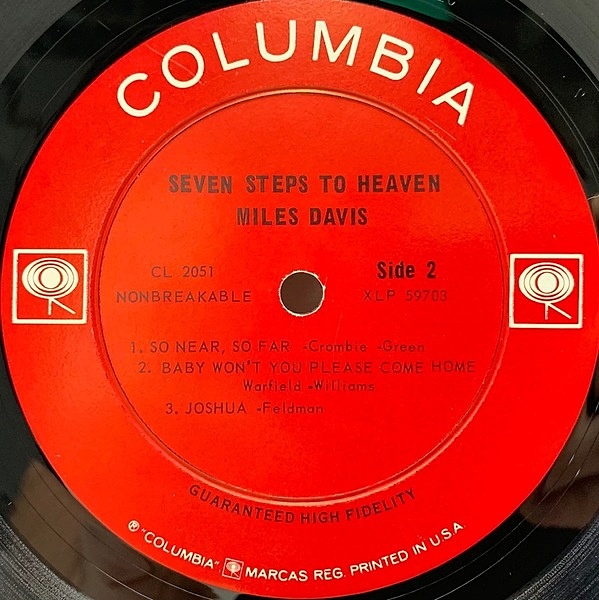 COLUMBIA
SEVEN STEPS TO HEAVEN
MILES DAVIS
CL 2051
NONBREAKABLE
Side 2
XLP 59703
1. SO NEAR, SO FAR -Crombie -Green
2. BABY WON'T YOU PLEASE COME HOME
Warfield -Williams
3. JOSHUA -Feldman
GUARANTEED HIGH FIDELITY
℗ "COLUMBIA" MARCAS REG. PRINTED IN U.S.A.